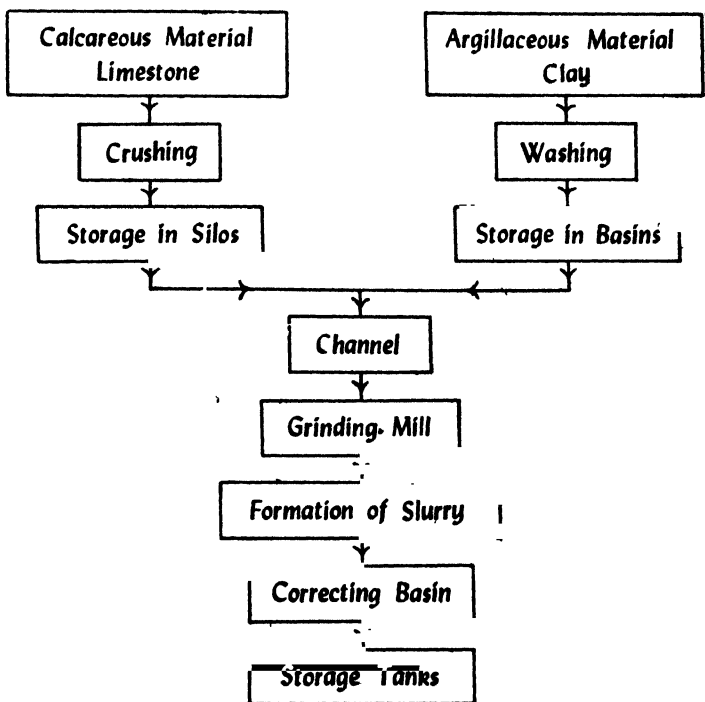 Calcareous Material
Limestone
Argillaceous Material
Clay
Crushing
Washing
Storage in Silos
Storage in Basins
Channel
Grinding Mill
Formation of Slurry
Correcting Basin
Storage Tanks